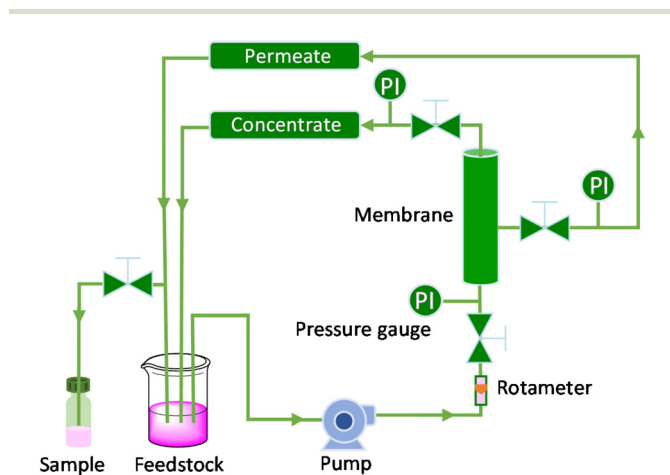 Permeate
PI
Concentrate
Membrane
PI
PI
Pressure gauge
Rotameter
Sample
Feedstock
Pump